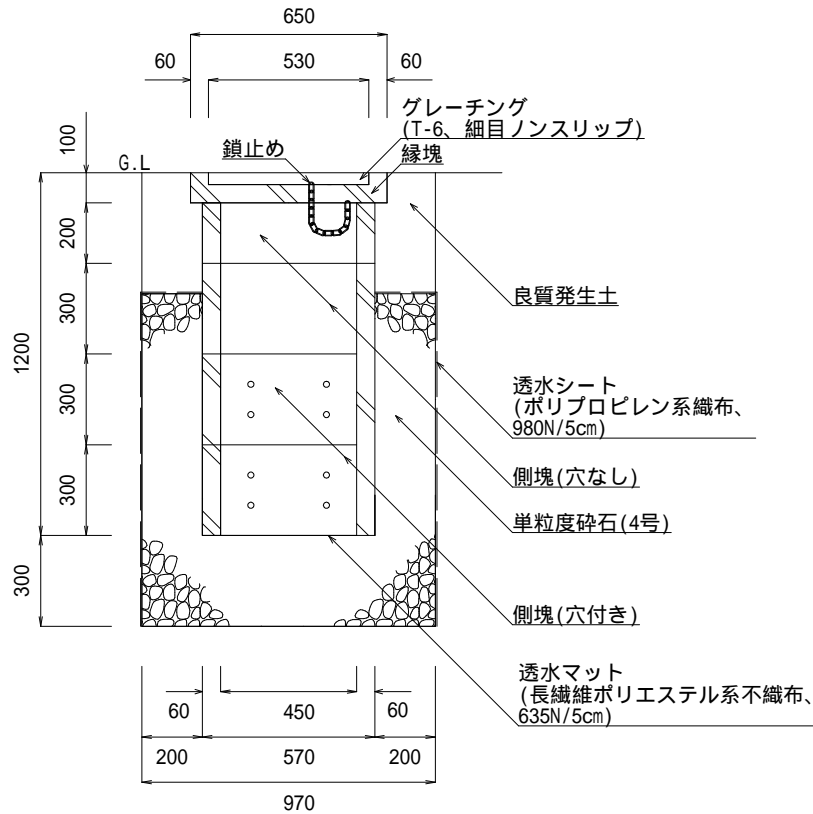 650
60
530
60
グレーチング
(T-6、細目ノンスリップ)
鎖止め
縁塊
100
G.L
200
300
良質発生土
1200
300
透水シート
(ポリプロピレン系織布、
980N/5cm)
側塊(穴なし)
300
単粒度砕石(4号)
300
側塊(穴付き)
透水マット
(長繊維ポリエステル系不織布、
635N/5cm)
60
450
60
200
570
200
970